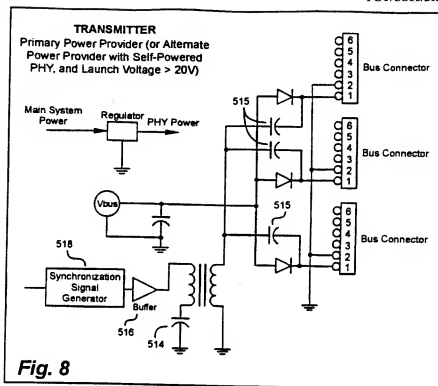 TRANSMITTER
Primary Power Provider (or Alternate
Power Provider with Self-Powered
PHY, and Launch Voltage > 20V)
Main System
Power
Regulator
PHY Power
515
6
5
4
3
2
1
Bus Connector
6
5
4
3
2
1
Bus Connector
Vbus
515
6
5
4
3
2
1
Bus Connector
518
Synchronization
Signal
Generator
Buffer
516
514
Fig. 8